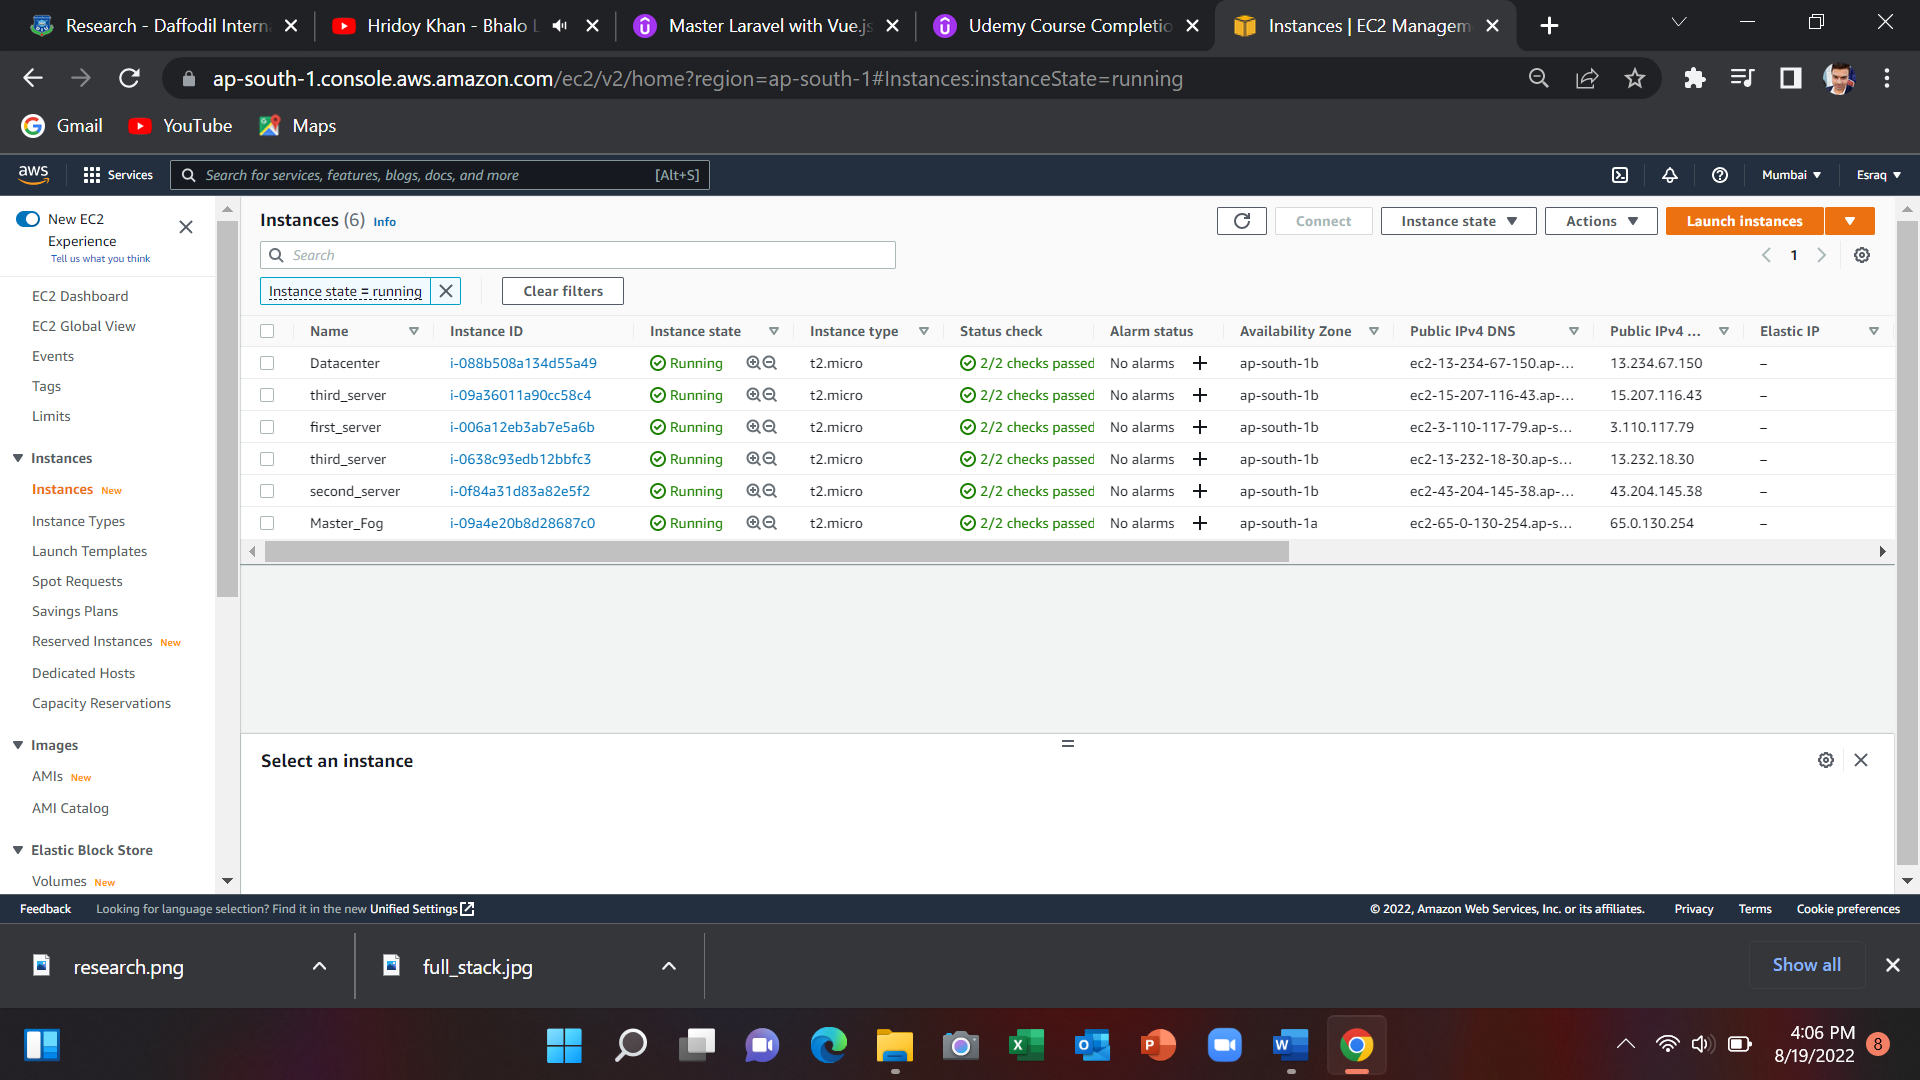 Research - Daffodil Intern
Hridoy Khan - Bhalo L
Master Laravel with Vue.js
Udemy Course Completio
Instances | EC2 Managem
ap-south-1.console.aws.amazon.com/ec2/v2/home?region=ap-south-1#Instances:instanceState=running
Gmail YouTube Maps
aws Services Search for services, features, blogs, docs, and more [Alt+S] Mumbai Esraq
New EC2
Experience
Tell us what you think
EC2 Dashboard
EC2 Global View
Events
Tags
Limits
Instances
Instances New
Instance Types
Launch Templates
Spot Requests
Savings Plans
Reserved Instances New
Dedicated Hosts
Capacity Reservations
Images
AMIs New
AMI Catalog
Elastic Block Store
Volumes New
Instances (6) Info
Connect Instance state Actions Launch instances
Search
1
Instance state = running Clear filters
Name Instance ID Instance state Instance type Status check Alarm status Availability Zone Public IPv4 DNS Public IPv4 ... Elastic IP
Datacenter i-088b508a134d55a49 Running t2.micro 2/2 checks passed No alarms + ap-south-1b ec2-13-234-67-150.ap-... 13.234.67.150 –
third_server i-09a36011a90cc58c4 Running t2.micro 2/2 checks passed No alarms + ap-south-1b ec2-15-207-116-43.ap-... 15.207.116.43 –
first_server i-006a12eb3ab7e5a6b Running t2.micro 2/2 checks passed No alarms + ap-south-1b ec2-3-110-117-79.ap-s... 3.110.117.79 –
third_server i-0638c93edb12bbfc3 Running t2.micro 2/2 checks passed No alarms + ap-south-1b ec2-13-232-18-30.ap-s... 13.232.18.30 –
second_server i-0f84a31d83a82e5f2 Running t2.micro 2/2 checks passed No alarms + ap-south-1b ec2-43-204-145-38.ap-... 43.204.145.38 –
Master_Fog i-09a4e20b8d28687c0 Running t2.micro 2/2 checks passed No alarms + ap-south-1a ec2-65-0-130-254.ap-s... 65.0.130.254 –
Select an instance
Feedback Looking for language selection? Find it in the new Unified Settings © 2022, Amazon Web Services, Inc. or its affiliates. Privacy Terms Cookie preferences
research.png full_stack.jpg Show all
4:06 PM
8/19/2022
8